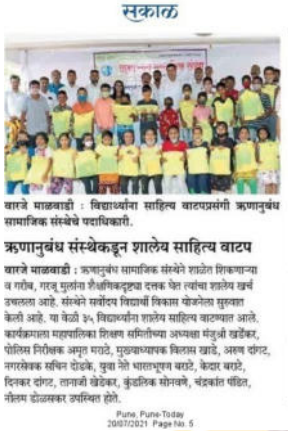 सकाळ
वारजे माळवाडी : विद्यार्थ्यांना साहित्य वाटपप्रसंगी ऋणानुबंध
सामाजिक संस्थेचे पदाधिकारी.
ऋणानुबंध संस्थेकडून शालेय साहित्य वाटप
वारजे माळवाडी : ऋणानुबंध सामाजिक संस्थेने शाळेत शिकणाऱ्या
व गरीब, गरजू मुलांना शैक्षणिकदृष्ट्या दत्तक घेत त्यांचा शालेय खर्च
उचलला आहे. संस्थेने सर्वोदय विद्यार्थी विकास योजनेला सुरुवात
केली आहे. या वेळी ३५ विद्यार्थ्यांना शालेय साहित्य वाटण्यात आले.
कार्यक्रमाला महापालिका शिक्षण समितीच्या अध्यक्षा मंजुश्री खर्डेकर,
पोलिस निरीक्षक अमृत मराठे, मुख्याध्यापक विलास खाडे, अरुण दांगट,
नगरसेवक सचिन दोडके, युवा नेते भारतभूषण बराटे, केदार बराटे,
दिनकर दांगट, तानाजी खेडेकर, कुंडलिक सोनवणे, चंद्रकांत पंडित,
नीलम डोळसकर उपस्थित होते.
Pune, Pune-Today
20/07/2021 Page No. 5